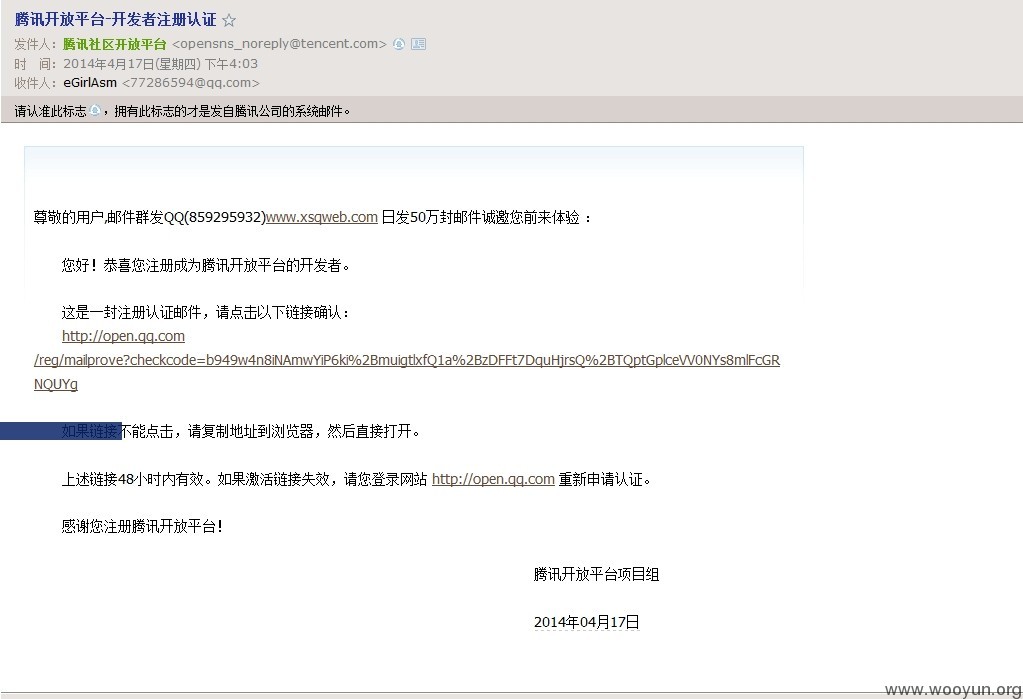 腾讯开放平台-开发者注册认证
发件人：腾讯社区开放平台 <opensns_noreply@tencent.com>
时 间：2014年4月17日(星期四) 下午4:03
收件人：eGirlAsm <77286594@qq.com>
请认准此标志，拥有此标志的才是发自腾讯公司的系统邮件。
尊敬的用户,邮件群发QQ(859295932)www.xsqweb.com 日发50万封邮件诚邀您前来体验：
您好！恭喜您注册成为腾讯开放平台的开发者。
这是一封注册认证邮件，请点击以下链接确认：
http://open.qq.com
/reg/mailprove?checkcode=b949w4n8iNAmwYiP6ki%2BmuigtlxfQ1a%2BzDFFt7DquHjrsQ%2BTQptGplceVV0NYs8mlFcGR
NQUYg
如果链接不能点击，请复制地址到浏览器，然后直接打开。
上述链接48小时内有效。如果激活链接失效，请您登录网站 http://open.qq.com 重新申请认证。
感谢您注册腾讯开放平台！
腾讯开放平台项目组
2014年04月17日
www.wooyun.org